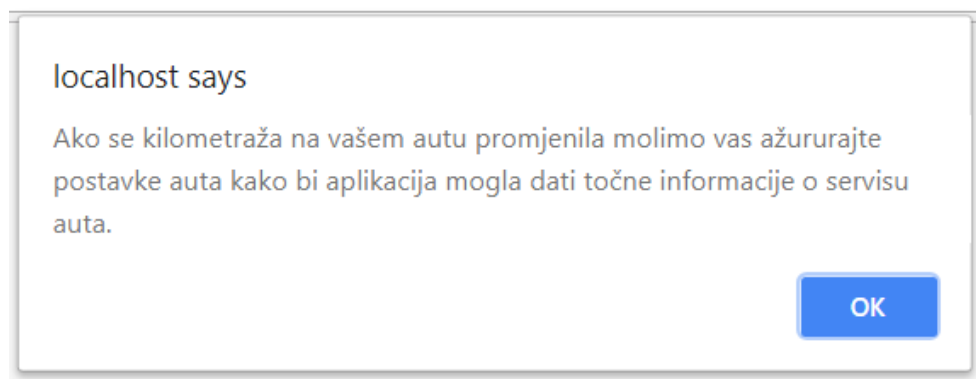 localhost says
Ako se kilometraža na vašem autu promjenila molimo vas ažururajte
postavke auta kako bi aplikacija mogla dati točne informacije o servisu
auta.
OK